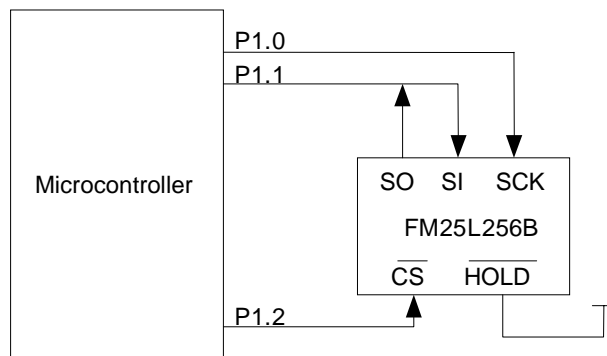 P1.0
P1.1
Microcontroller
SO SI SCK
FM25L256B
CS HOLD
P1.2